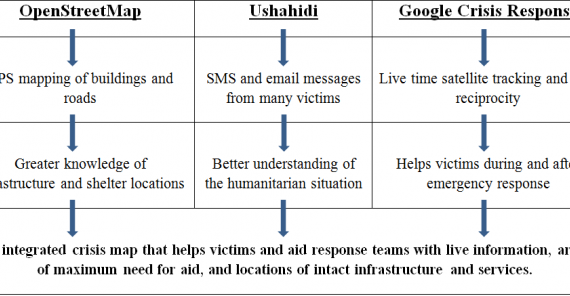 OpenStreetMap
Ushahidi
Google Crisis Respons
PS mapping of buildings and
roads
SMS and email messages
from many victims
Live time satellite tracking and
reciprocity
Greater knowledge of
astructure and shelter locations
Better understanding of
the humanitarian situation
Helps victims during and afte
emergency response
integrated crisis map that helps victims and aid response teams with live information, ar
of maximum need for aid, and locations of intact infrastructure and services.